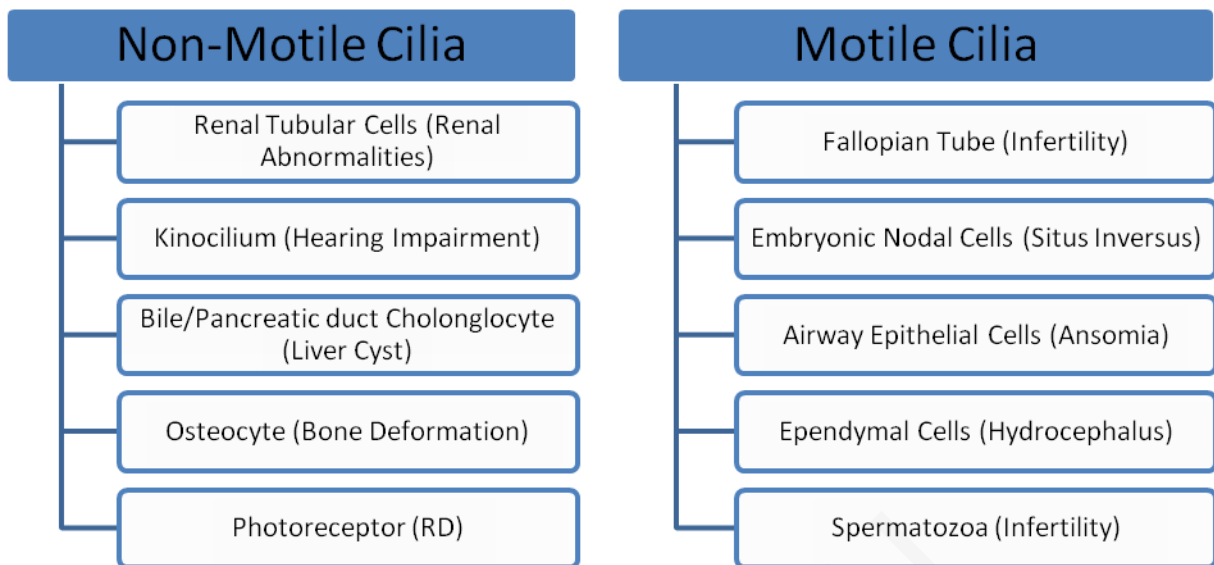 Non-Motile Cilia
Renal Tubular Cells (Renal
Abnormalities)
Kinocilium (Hearing Impairment)
Bile/Pancreatic duct Cholonglocyte
(Liver Cyst)
Osteocyte (Bone Deformation)
Photoreceptor (RD)
Motile Cilia
Fallopian Tube (Infertility)
Embryonic Nodal Cells (Situs Inversus)
Airway Epithelial Cells (Ansomia)
Ependymal Cells (Hydrocephalus)
Spermatozoa (Infertility)